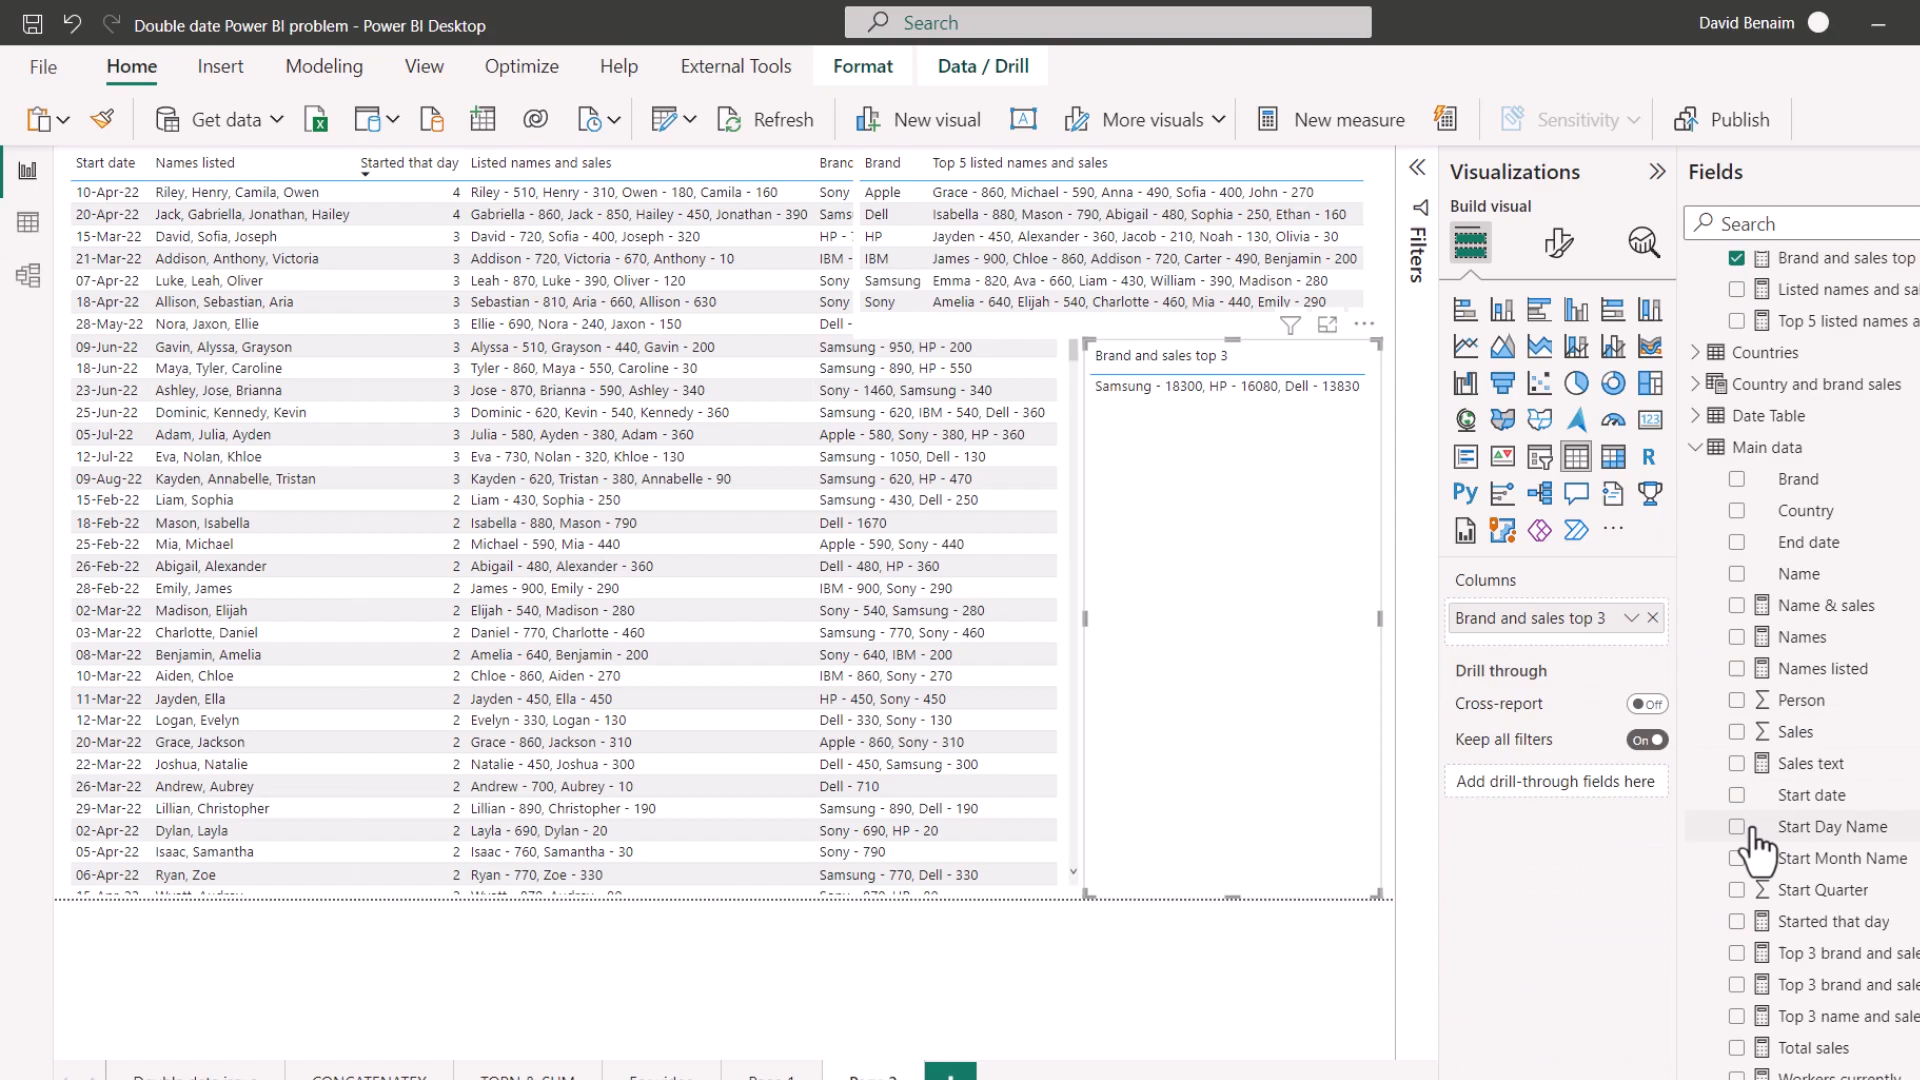 Double date Power BI problem - Power BI Desktop
Search
David Benaim
File Home Insert Modeling View Optimize Help External Tools Format Data / Drill
Get data Refresh New visual More visuals New measure Sensitivity Publish
Start date Names listed Started that day Listed names and sales
10-Apr-22 Riley, Henry, Camila, Owen 4 Riley - 510, Henry - 310, Owen - 180, Camila - 160 Sony
20-Apr-22 Jack, Gabriella, Jonathan, Hailey 4 Gabriella - 860, Jack - 850, Hailey - 450, Jonathan - 390
15-Mar-22 David, Sofia, Joseph 3 David - 720, Sofia - 400, Joseph - 320 HP -
21-Mar-22 Addison, Anthony, Victoria 3 Addison - 720, Victoria - 670, Anthony - 10 IBM -
07-Apr-22 Luke, Leah, Oliver 3 Leah - 870, Luke - 390, Oliver - 120 Sony
18-Apr-22 Allison, Sebastian, Aria 3 Sebastian - 810, Aria - 660, Allison - 630 Sony
28-May-22 Nora, Jaxon, Ellie 3 Ellie - 690, Nora - 240, Jaxon - 150 Dell -
09-Jun-22 Gavin, Alyssa, Grayson 3 Alyssa - 510, Grayson - 440, Gavin - 200 Samsung - 950, HP - 200
18-Jun-22 Maya, Tyler, Caroline 3 Tyler - 860, Maya - 550, Caroline - 30 Samsung - 890, HP - 550
23-Jun-22 Ashley, Jose, Brianna 3 Jose - 870, Brianna - 590, Ashley - 340 Sony - 1460, Samsung - 340
25-Jun-22 Dominic, Kennedy, Kevin 3 Dominic - 620, Kevin - 540, Kennedy - 360 Samsung - 620, IBM - 540, Dell - 360
05-Jul-22 Adam, Julia, Ayden 3 Julia - 580, Ayden - 380, Adam - 360 Apple - 580, Sony - 380, HP - 360
12-Jul-22 Eva, Nolan, Khloe 3 Eva - 730, Nolan - 320, Khloe - 130 Samsung - 1050, Dell - 130
09-Aug-22 Kayden, Annabelle, Tristan 3 Kayden - 620, Tristan - 380, Annabelle - 90 Samsung - 620, HP - 470
15-Feb-22 Liam, Sophia 2 Liam - 430, Sophia - 250 Samsung - 430, Dell - 250
18-Feb-22 Mason, Isabella 2 Isabella - 880, Mason - 790 Dell - 1670
25-Feb-22 Mia, Michael 2 Michael - 590, Mia - 440 Apple - 590, Sony - 440
26-Feb-22 Abigail, Alexander 2 Abigail - 480, Alexander - 360 Dell - 480, HP - 360
28-Feb-22 Emily, James 2 James - 900, Emily - 290 IBM - 900, Sony - 290
02-Mar-22 Madison, Elijah 2 Elijah - 540, Madison - 280 Sony - 540, Samsung - 280
03-Mar-22 Charlotte, Daniel 2 Daniel - 770, Charlotte - 460 Samsung - 770, Sony - 460
08-Mar-22 Benjamin, Amelia 2 Amelia - 640, Benjamin - 200 Sony - 640, IBM - 200
10-Mar-22 Aiden, Chloe 2 Chloe - 860, Aiden - 270 IBM - 860, Sony - 270
11-Mar-22 Jayden, Ella 2 Jayden - 450, Ella - 450 HP - 450, Sony - 450
12-Mar-22 Logan, Evelyn 2 Evelyn - 330, Logan - 130 Dell - 330, Sony - 130
20-Mar-22 Grace, Jackson 2 Grace - 860, Jackson - 310 Apple - 860, Sony - 310
22-Mar-22 Joshua, Natalie 2 Natalie - 450, Joshua - 300 Dell - 450, Samsung - 300
26-Mar-22 Andrew, Aubrey 2 Andrew - 700, Aubrey - 10 Dell - 710
29-Mar-22 Lillian, Christopher 2 Lillian - 890, Christopher - 190 Samsung - 890, Dell - 190
02-Apr-22 Dylan, Layla 2 Layla - 690, Dylan - 20 Sony - 690, HP - 20
05-Apr-22 Isaac, Samantha 2 Isaac - 760, Samantha - 30 Sony - 790
06-Apr-22 Ryan, Zoe 2 Ryan - 770, Zoe - 330 Samsung - 770, Dell - 330
Brand Top 5 listed names and sales
Apple Grace - 860, Michael - 590, Anna - 490, Sofia - 400, John - 270
Dell Isabella - 880, Mason - 790, Abigail - 480, Sophia - 250, Ethan - 160
HP Jayden - 450, Alexander - 360, Jacob - 210, Noah - 130, Olivia - 30
IBM James - 900, Chloe - 860, Addison - 720, Carter - 490, Benjamin - 200
Samsung Emma - 820, Ava - 660, Liam - 430, William - 390, Madison - 280
Sony Amelia - 640, Elijah - 540, Charlotte - 460, Mia - 440, Emily - 290
Brand and sales top 3
Samsung - 18300, HP - 16080, Dell - 13830
Filters
Visualizations
Build visual
123
R
Py
Columns
Brand and sales top 3
Drill through
Cross-report Off
Keep all filters On
Add drill-through fields here
Fields
Search
Brand and sales top
Listed names and
Top 5 listed names
Countries
Country and brand sales
Date Table
Main data
Brand
Country
End date
Name
Name & sales
Names
Names listed
Person
Sales
Sales text
Start date
Start Day Name
Start Month Name
Start Quarter
Started that day
Top 3 brand and
Top 3 brand and
Top 3 name and
Total sales